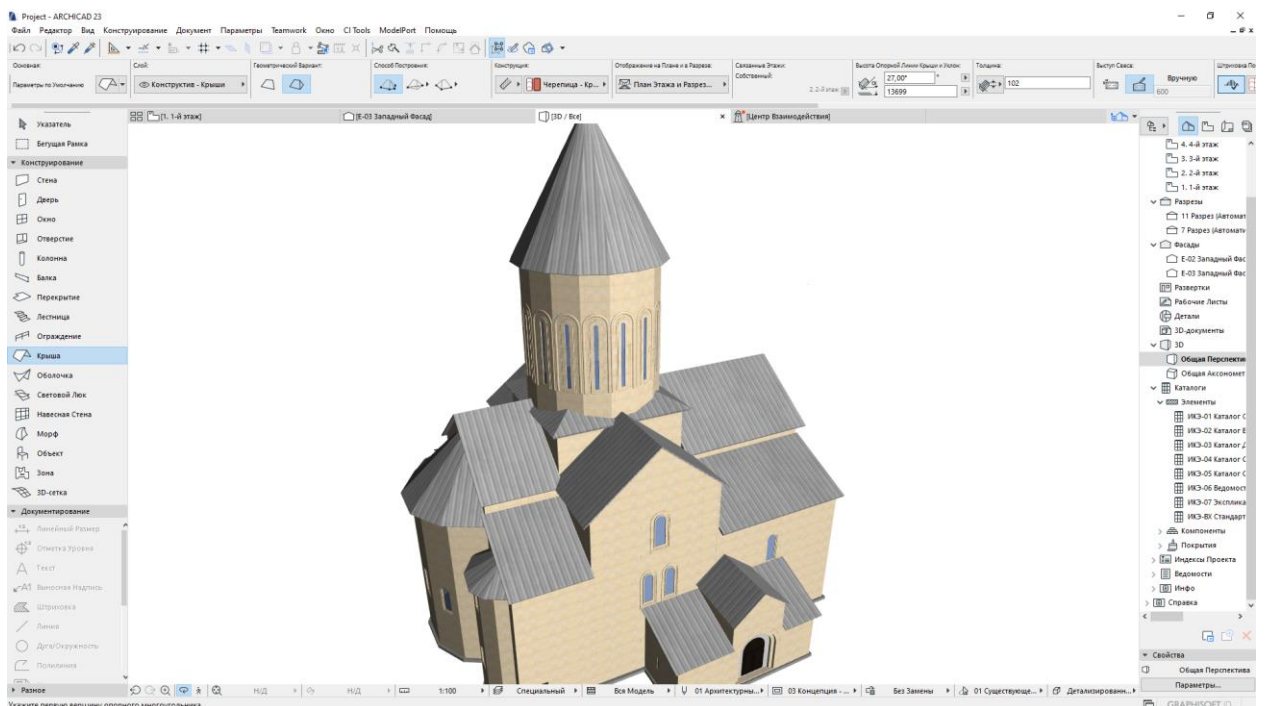 Project - ARCHICAD 23
Файл Редактор Вид Конструирование Документ Параметры Teamwork Окно CI Tools ModelPort Помощь
Основная:
Слой:
Геометрический Вариант:
Способ Построения:
Конструкция:
Отображение на Плане и в Разрезе:
Связанные Этажи:
Высота Опорной Линии Крыши и Уклон:
Толщина:
Выступ Свеса:
Штриховка По
Параметры по Умолчанию
Конструктив - Крыши
Черепица - Кр...
План Этажа и Разрез...
Собственный:
2. 2-й этаж
27,00°
13699
102
Вручную
600
[1. 1-й этаж]
[E-03 Западный Фасад]
[3D / Все]
[Центр Взаимодействия]
Указатель
Бегущая Рамка
Конструирование
Стена
Дверь
Окно
Отверстие
Колонна
Балка
Перекрытие
Лестница
Ограждение
Крыша
Оболочка
Световой Люк
Навесная Стена
Морф
Объект
Зона
3D-сетка
Документирование
Линейный Размер
Отметка Уровня
Текст
Выносная Надпись
Штриховка
Линия
Дуга/Окружность
Полилиния
Разное
4. 4-й этаж
3. 3-й этаж
2. 2-й этаж
1. 1-й этаж
Разрезы
11 Разрез (Автомат
7 Разрез (Автомати
Фасады
E-02 Западный Фас
E-03 Западный Фас
Развертки
Рабочие Листы
Детали
3D-документы
3D
Общая Перспекти
Общая Аксономет
Каталоги
Элементы
ИКЭ-01 Каталог С
ИКЭ-02 Каталог Е
ИКЭ-03 Каталог Д
ИКЭ-04 Каталог С
ИКЭ-05 Каталог С
ИКЭ-06 Ведомост
ИКЭ-07 Эксплика
ИКЭ-ВХ Стандарт
Компоненты
Покрытия
Индексы Проекта
Ведомости
Инфо
Справка
Свойства
Общая Перспектива
Параметры...
Н/Д
Н/Д
1:100
Специальный
Вся Модель
01 Архитектурны...
03 Концепция - ...
Без Замены
01 Существующе...
Детализированн...
Укажите первую вершину опорного многоугольника.
GRAPHISOFT ID